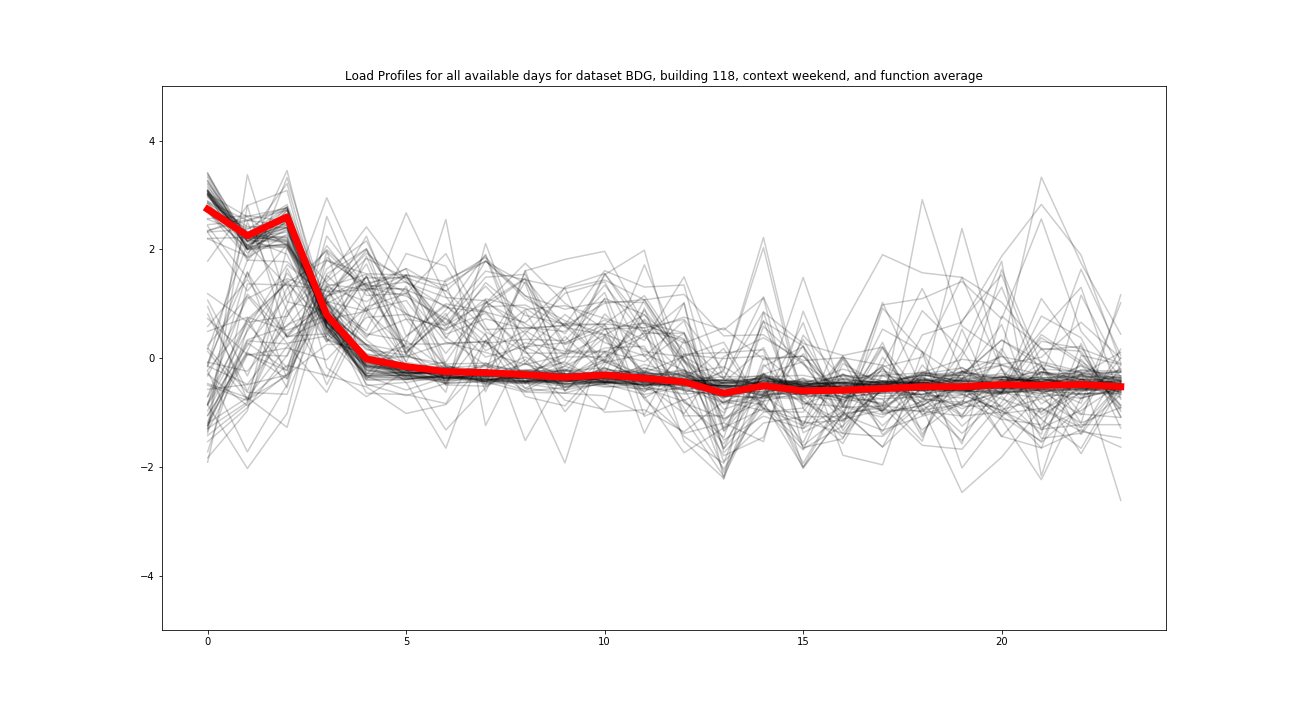 Load Profiles for all available days for dataset BDG, building 118, context weekend, and function average
4
2
0
−2
−4
0 5 10 15 20